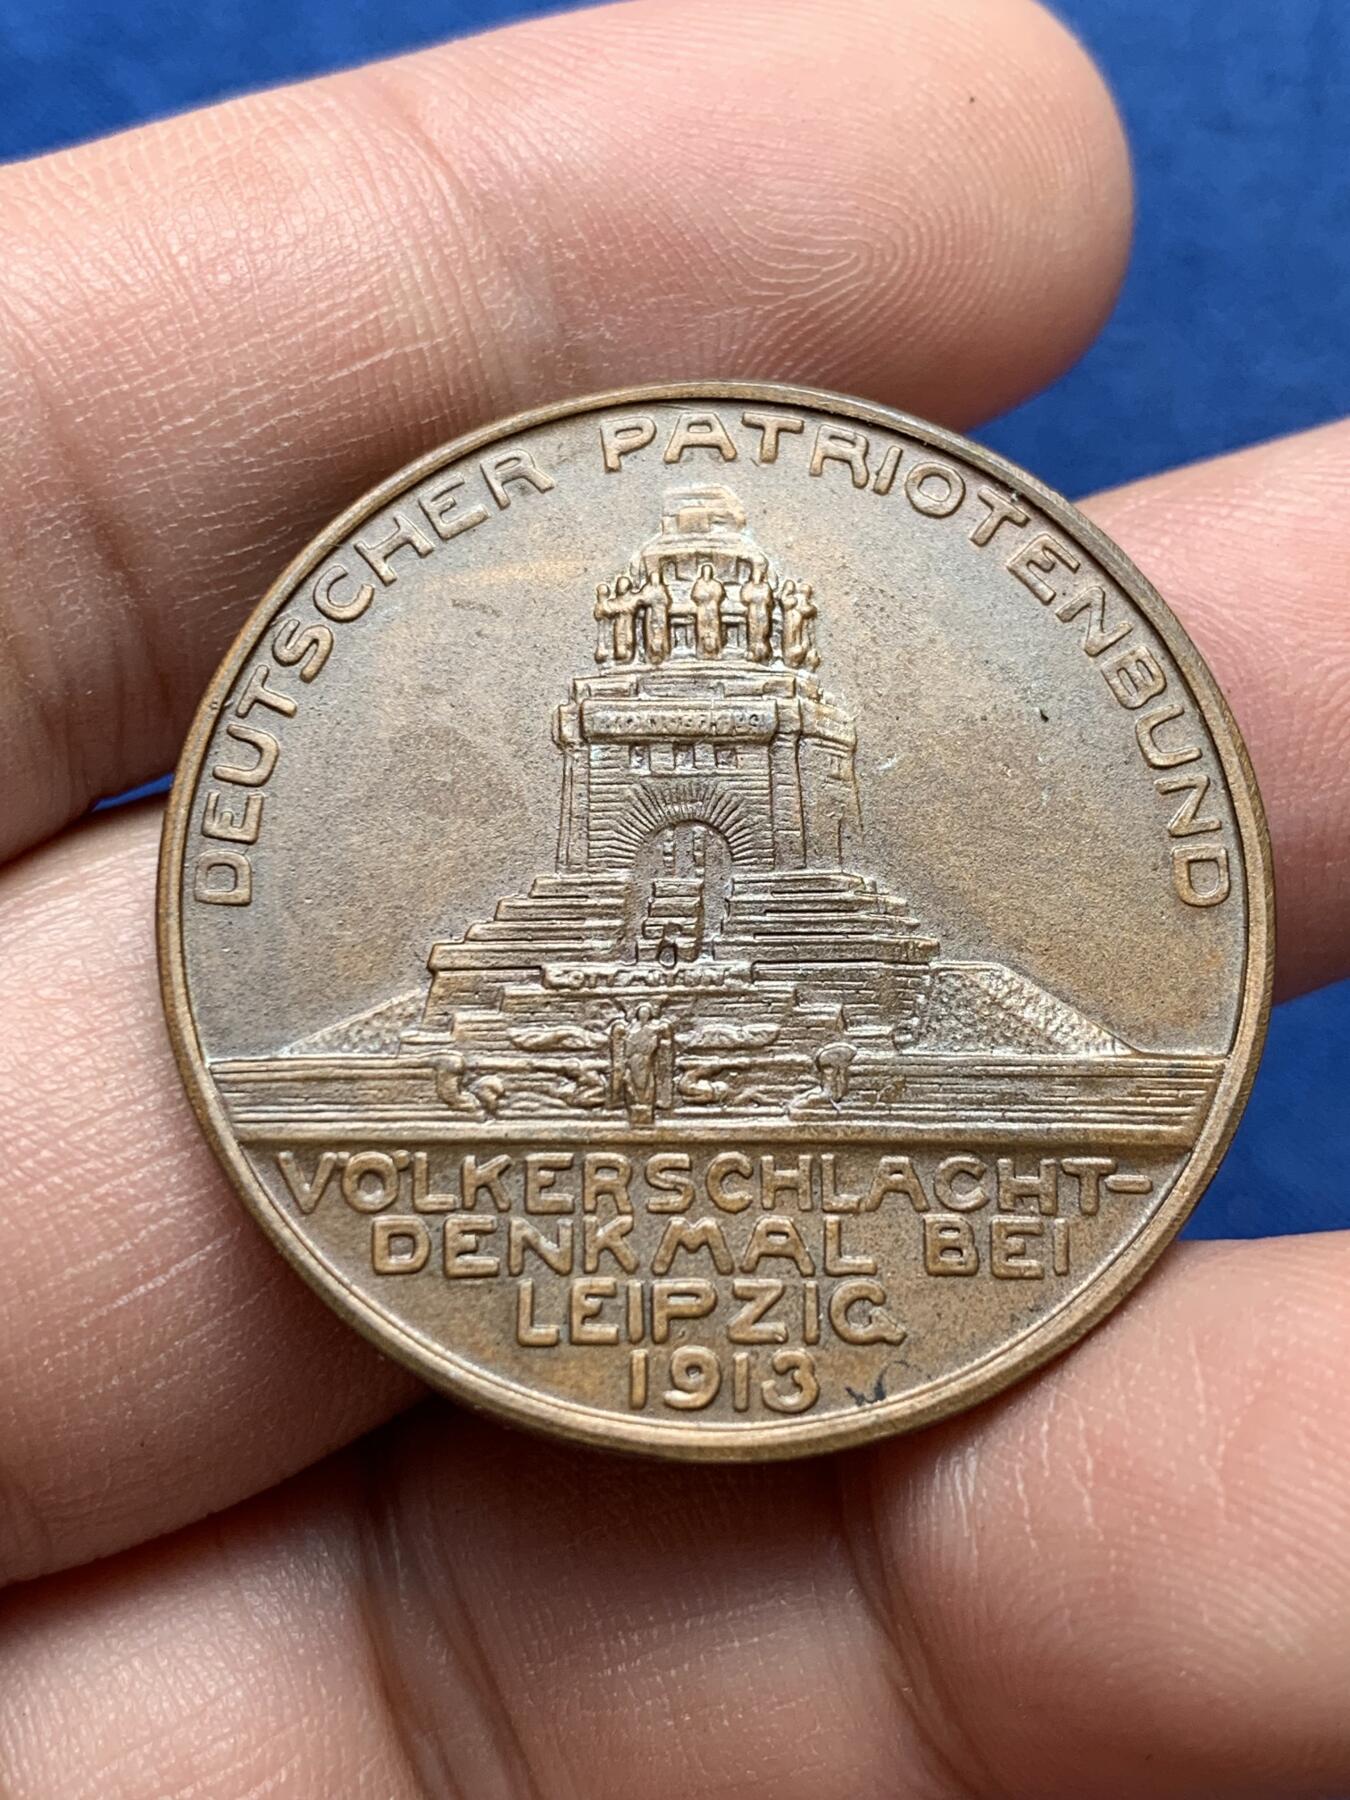 DEUTSCHER PATRIOTENBUND
VÖLKERSCHLACHT-
DENKMAL BEI
LEIPZIG
1913